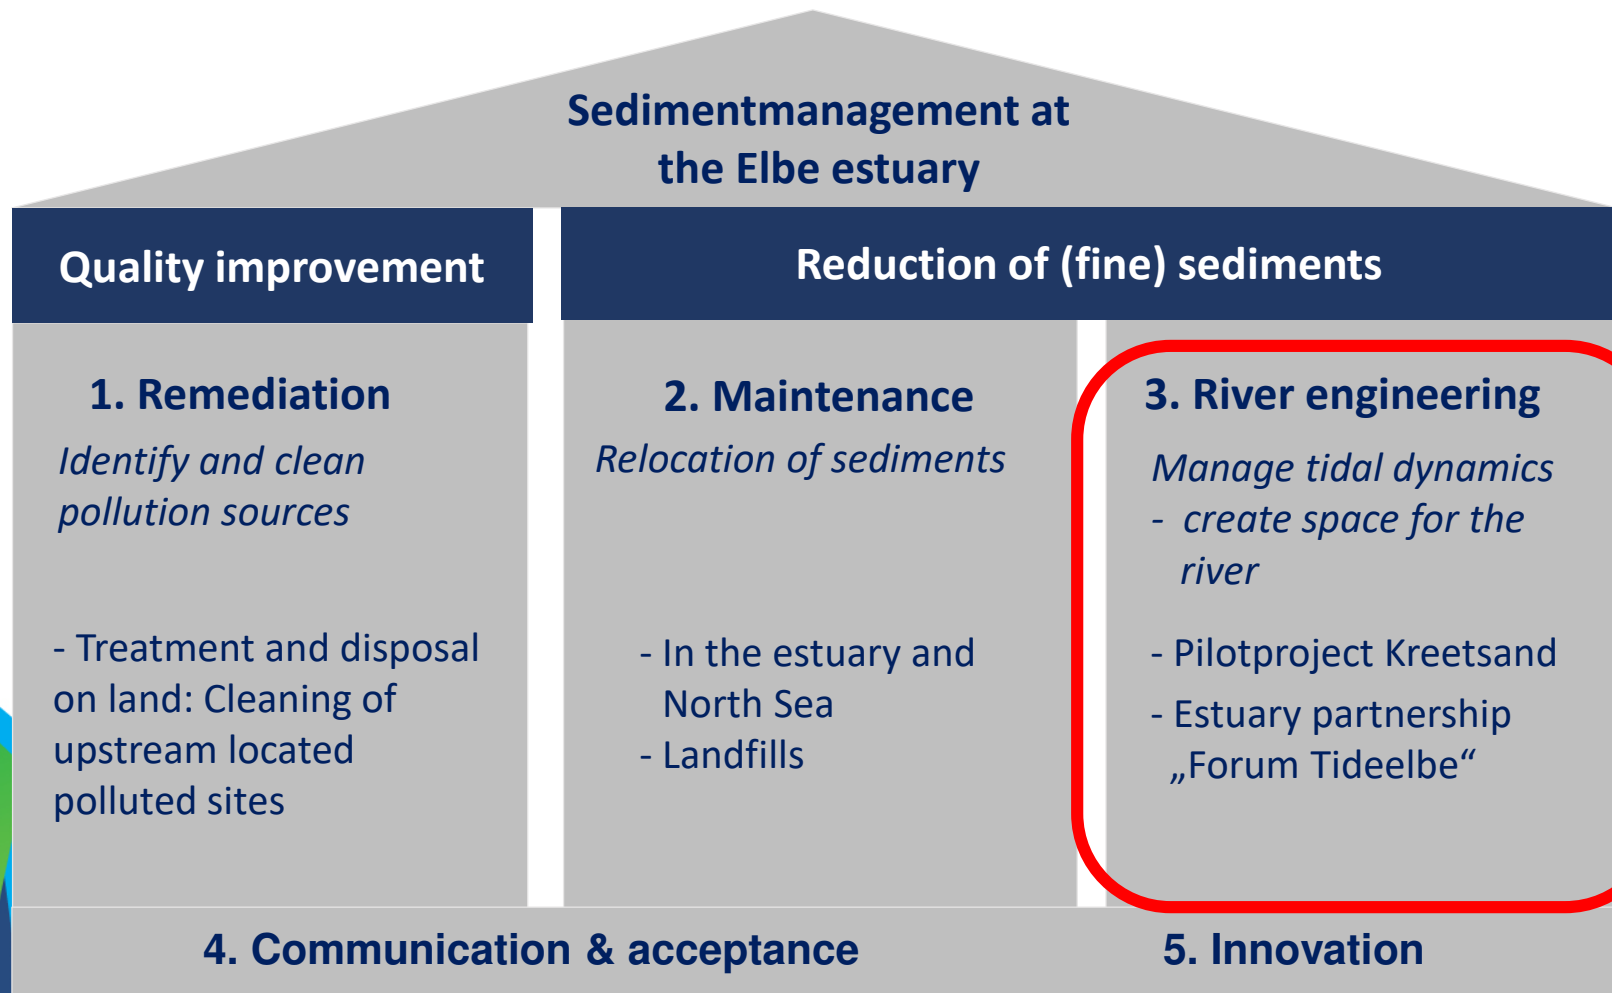 Sedimentmanagement at
the Elbe estuary
Quality improvement
Reduction of (fine) sediments
1. Remediation
Identify and clean
pollution sources
- Treatment and disposal
on land: Cleaning of
upstream located
polluted sites
2. Maintenance
Relocation of sediments
- In the estuary and
North Sea
- Landfills
3. River engineering
Manage tidal dynamics
- create space for the
river
- Pilotproject Kreetsand
- Estuary partnership
„Forum Tideelbe“
4. Communication & acceptance
5. Innovation